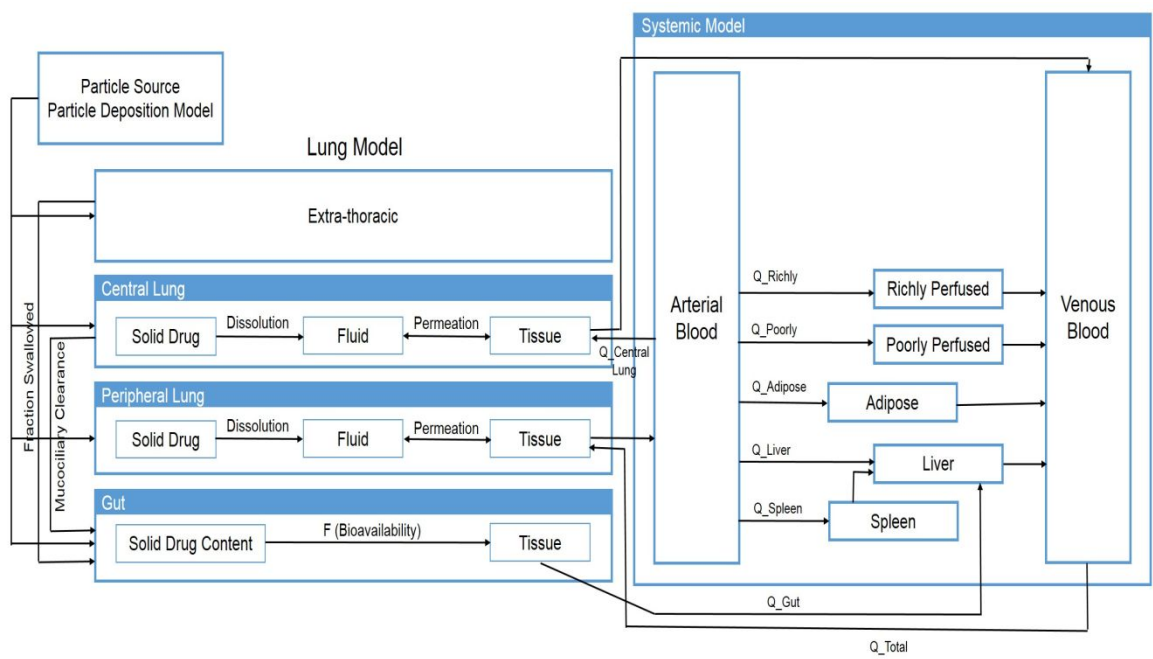 Systemic Model
Particle Source
Particle Deposition Model
Lung Model
Extra-thoracic
Central Lung
Solid Drug
Dissolution
Fluid
Permeation
Tissue
Q_Central
Lung
Peripheral Lung
Solid Drug
Dissolution
Fluid
Permeation
Tissue
Gut
Solid Drug Content
F (Bioavailability)
Tissue
Fraction Swallowed
Mucociliary Clearance
Arterial
Blood
Q_Richly
Richly Perfused
Q_Poorly
Poorly Perfused
Q_Adipose
Adipose
Q_Liver
Liver
Q_Spleen
Spleen
Venous
Blood
Q_Gut
Q_Total